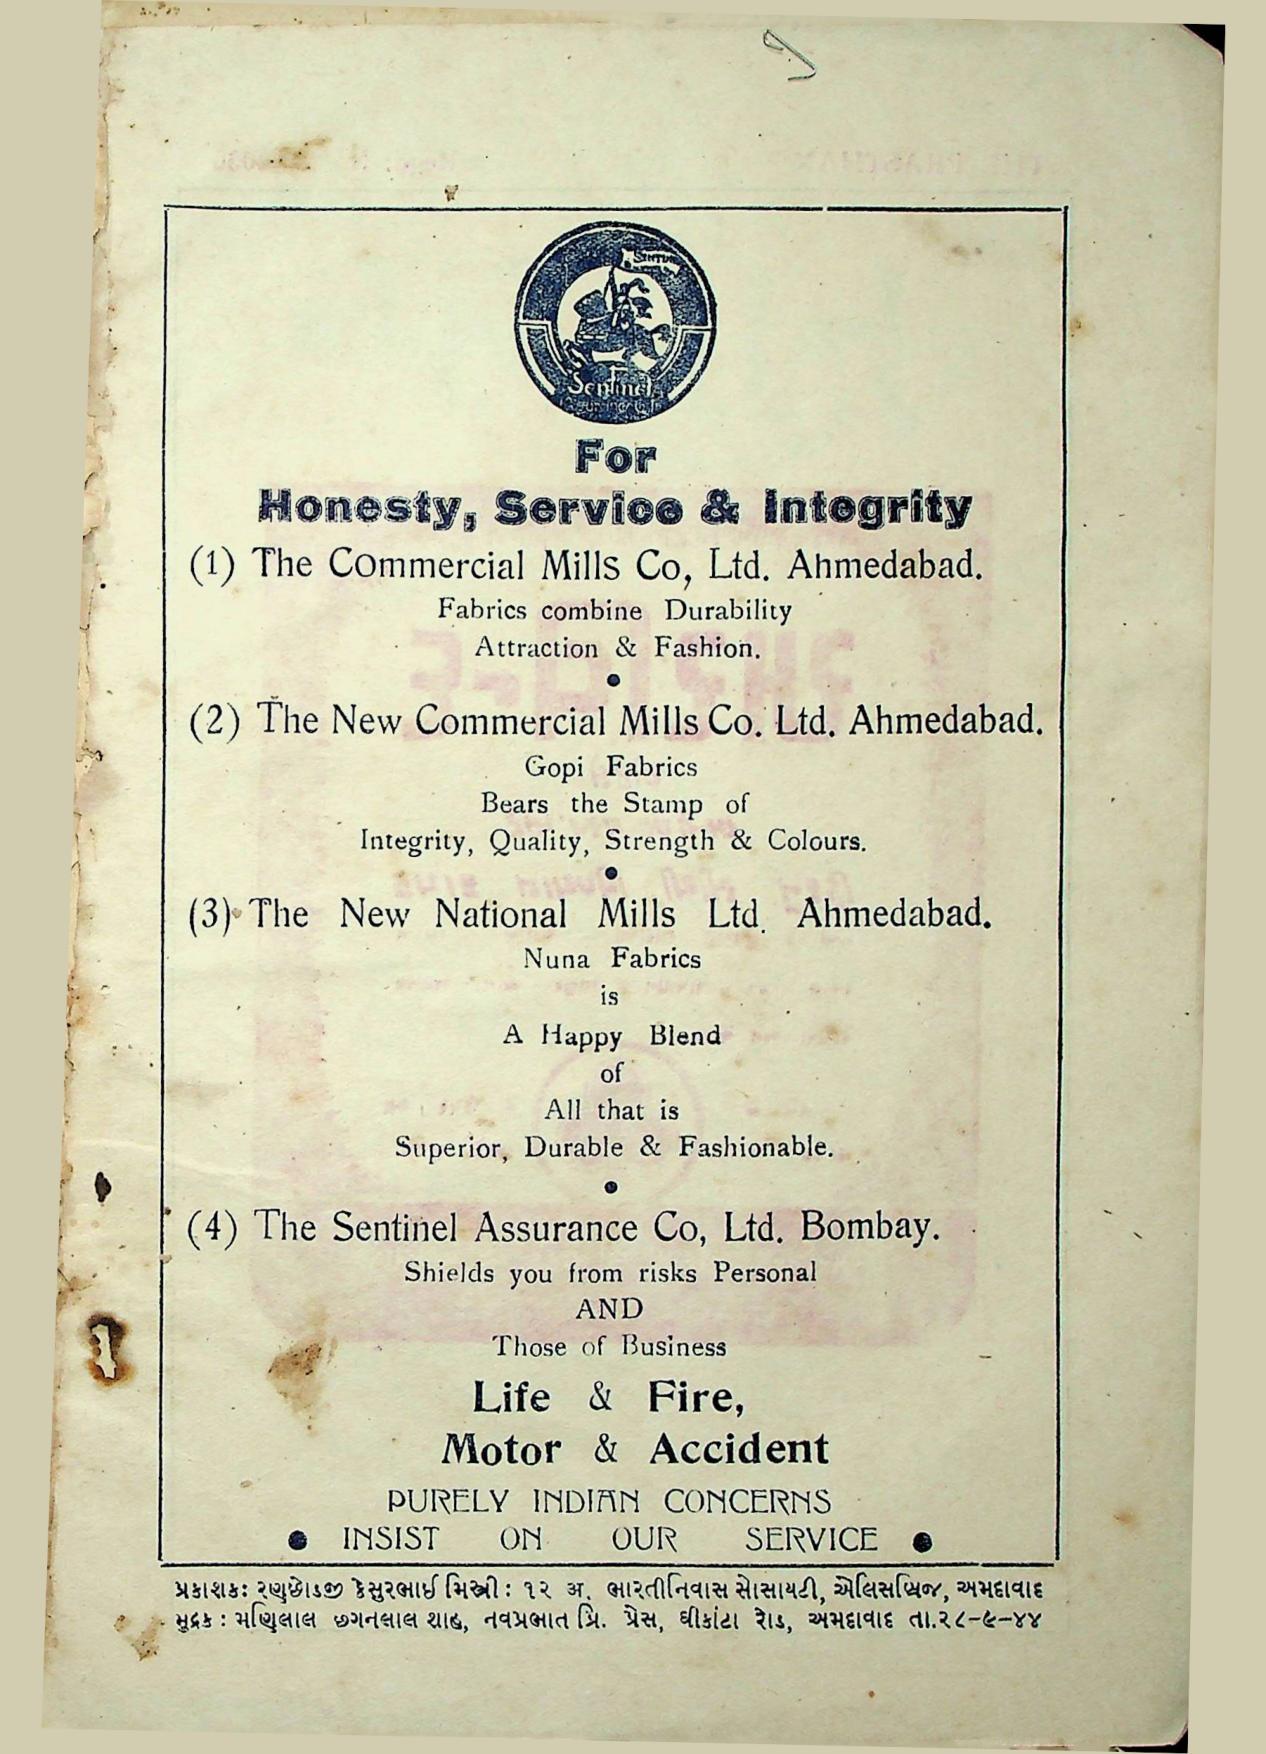 Sentinel
For
Honesty, Service & Integrity
(1) The Commercial Mills Co, Ltd. Ahmedabad.
Fabrics combine Durability
Attraction & Fashion.
(2) The New Commercial Mills Co. Ltd. Ahmedabad.
Gopi Fabrics
Bears the Stamp of
Integrity, Quality, Strength & Colours.
(3) The New National Mills Ltd. Ahmedabad.
Nuna Fabrics
is
A Happy Blend
of
All that is
Superior, Durable & Fashionable.
(4) The Sentinel Assurance Co, Ltd. Bombay.
Shields you from risks Personal
AND
Those of Business
Life & Fire,
Motor & Accident
PURELY INDIAN CONCERNS
● INSIST ON OUR SERVICE ●
પ્રકાશક: રણછોડજી કેસુરભાઈ મિસ્ત્રી : ૧૨ અ, ભારતીનિવાસ સોસાયટી, એલિસબ્રિજ, અમદાવાદ
મુદ્રક : મણિલાલ છગનલાલ શાહ, નવપ્રભાત પ્રિ. પ્રેસ, ઘીકાંટા રોડ, અમદાવાદ તા.૨૮-૯-૪૪